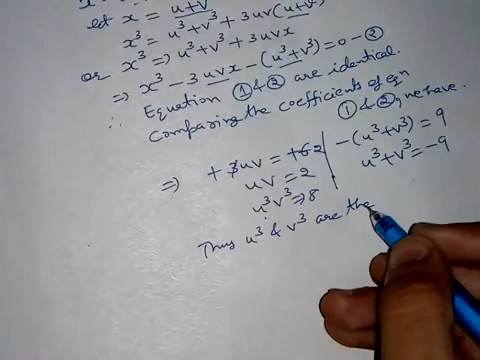 let x = u+v
x³ = u³+v³ + 3uv(u+v)
or x³ => u³+v³ + 3uvx
=> x³ - 3uvx - (u³+v³) = 0 - ②
∴ Equation ① & ② are identical.
Comparing the coefficients of eqn
① & ②, we have.
=> + 3uv = +6 2 | -(u³+v³) = 9
uv = 2 | u³+v³ = -9
u³v³ => 8
Thus u³ & v³ are the